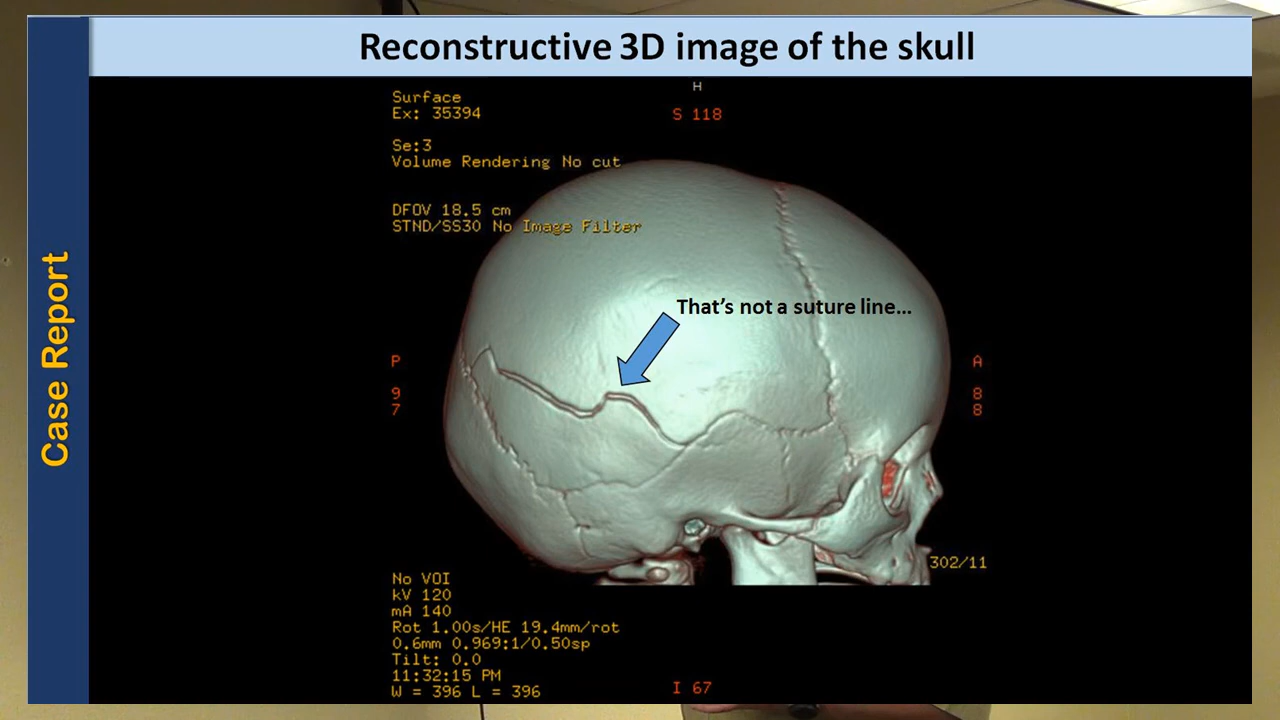 Reconstructive 3D image of the skull
Case Report
H
S 118
Surface
Ex: 35394
Se:3
Volume Rendering No cut
DFOV 18.5 cm
STND/SS30 No Image Filter
That's not a suture line...
P
9
7
A
8
8
302/11
No VOI
kV 120
mA 140
Rot 1.00s/HE 19.4mm/rot
0.6mm 0.969:1/0.50sp
Tilt: 0.0
11:32:15 PM
W = 396 L = 396
I 67